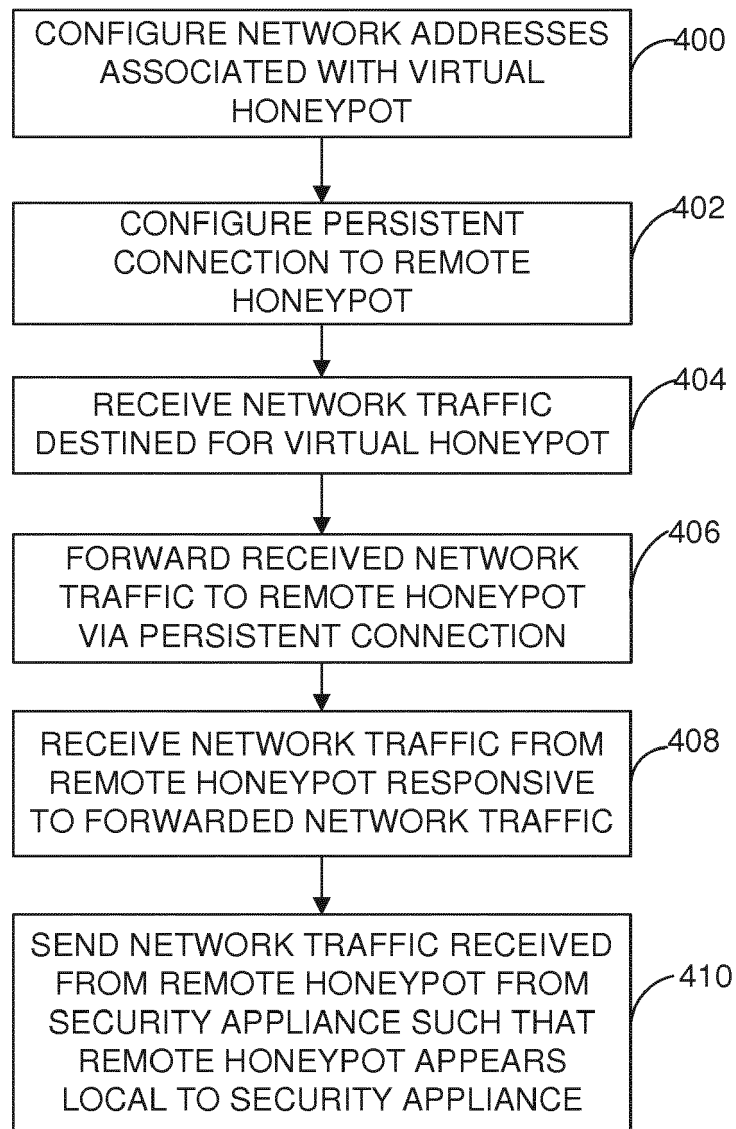 CONFIGURE NETWORK ADDRESSES
ASSOCIATED WITH VIRTUAL
HONEYPOT
400
CONFIGURE PERSISTENT
CONNECTION TO REMOTE
HONEYPOT
402
RECEIVE NETWORK TRAFFIC
DESTINED FOR VIRTUAL HONEYPOT
404
FORWARD RECEIVED NETWORK
TRAFFIC TO REMOTE HONEYPOT
VIA PERSISTENT CONNECTION
406
RECEIVE NETWORK TRAFFIC FROM
REMOTE HONEYPOT RESPONSIVE
TO FORWARDED NETWORK TRAFFIC
408
SEND NETWORK TRAFFIC RECEIVED
FROM REMOTE HONEYPOT FROM
SECURITY APPLIANCE SUCH THAT
REMOTE HONEYPOT APPEARS
LOCAL TO SECURITY APPLIANCE
410